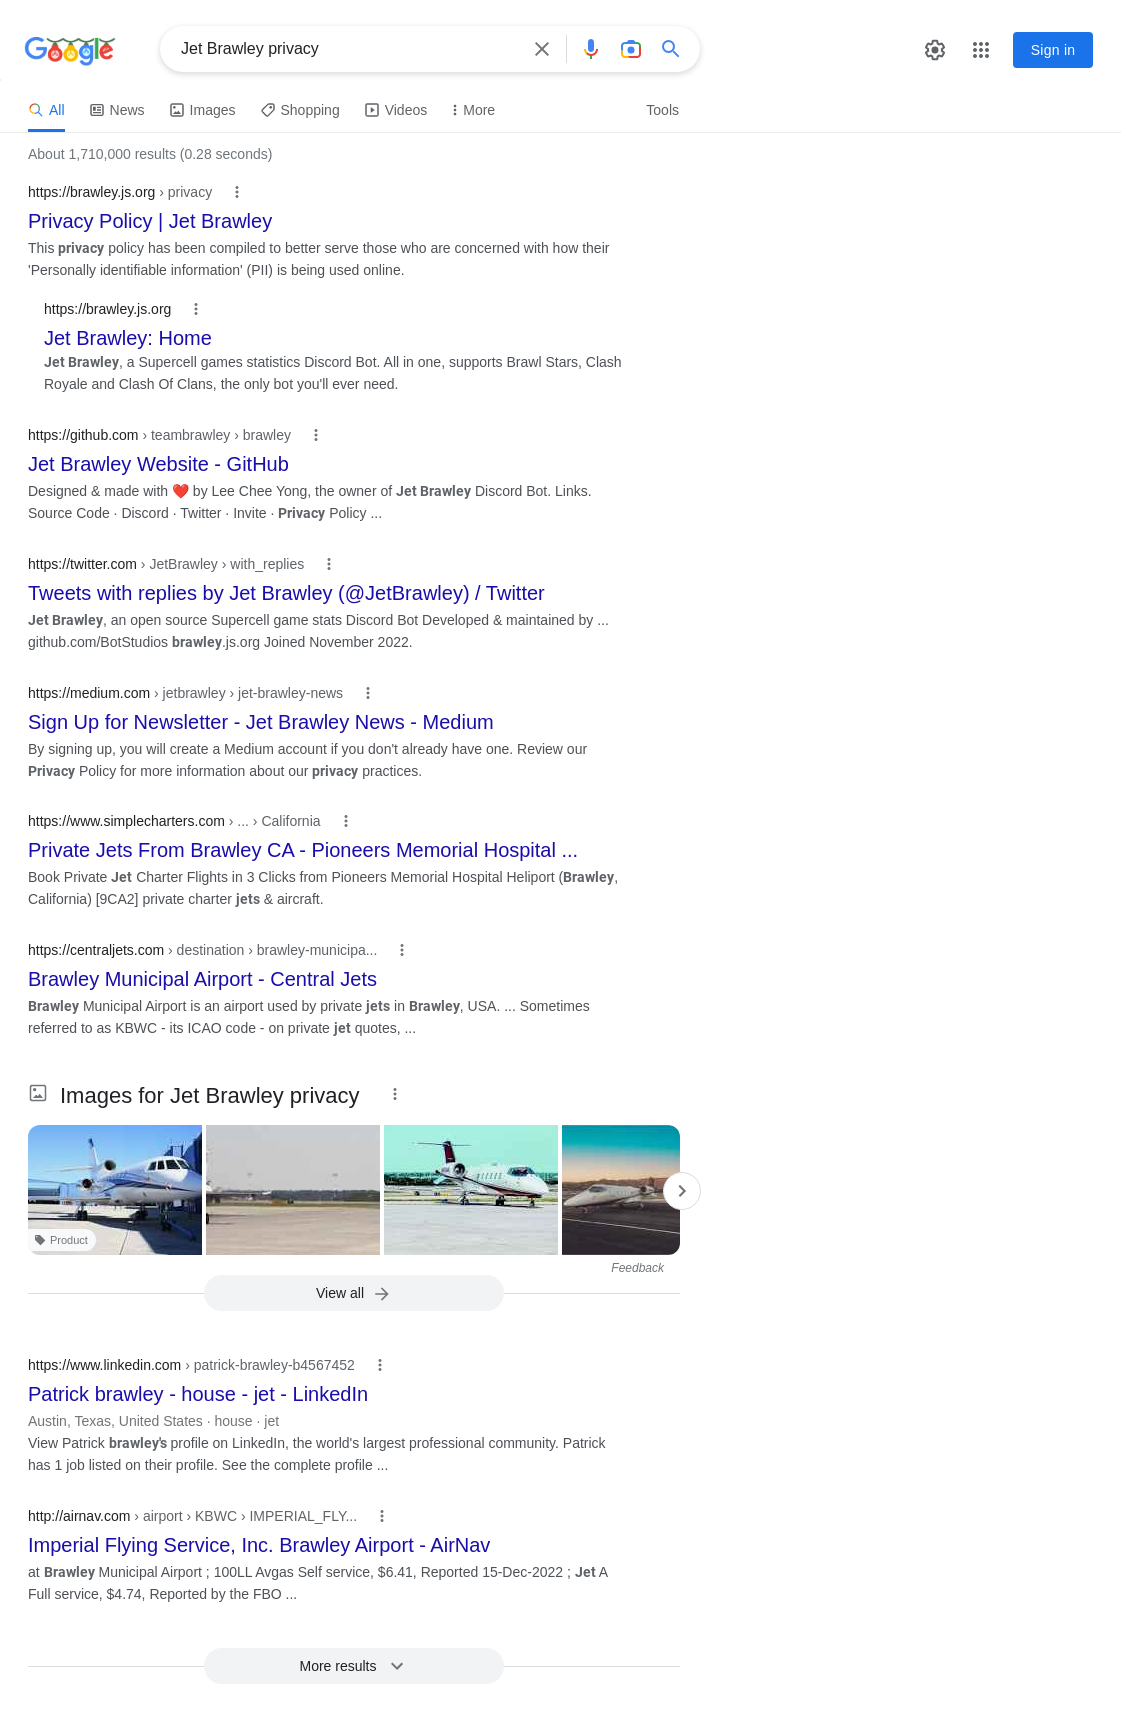 Google
Jet Brawley privacy
Sign in
All
News
Images
Shopping
Videos
More
Tools
About 1,710,000 results (0.28 seconds)
https://brawley.js.org › privacy
Privacy Policy | Jet Brawley
This privacy policy has been compiled to better serve those who are concerned with how their
'Personally identifiable information' (PII) is being used online.
https://brawley.js.org
Jet Brawley: Home
Jet Brawley, a Supercell games statistics Discord Bot. All in one, supports Brawl Stars, Clash
Royale and Clash Of Clans, the only bot you'll ever need.
https://github.com › teambrawley › brawley
Jet Brawley Website - GitHub
Designed & made with ❤️ by Lee Chee Yong, the owner of Jet Brawley Discord Bot. Links.
Source Code · Discord · Twitter · Invite · Privacy Policy ...
https://twitter.com › JetBrawley › with_replies
Tweets with replies by Jet Brawley (@JetBrawley) / Twitter
Jet Brawley, an open source Supercell game stats Discord Bot Developed & maintained by ...
github.com/BotStudios brawley.js.org Joined November 2022.
https://medium.com › jetbrawley › jet-brawley-news
Sign Up for Newsletter - Jet Brawley News - Medium
By signing up, you will create a Medium account if you don't already have one. Review our
Privacy Policy for more information about our privacy practices.
https://www.simplecharters.com › ... › California
Private Jets From Brawley CA - Pioneers Memorial Hospital ...
Book Private Jet Charter Flights in 3 Clicks from Pioneers Memorial Hospital Heliport (Brawley,
California) [9CA2] private charter jets & aircraft.
https://centraljets.com › destination › brawley-municipa...
Brawley Municipal Airport - Central Jets
Brawley Municipal Airport is an airport used by private jets in Brawley, USA. ... Sometimes
referred to as KBWC - its ICAO code - on private jet quotes, ...
Images for Jet Brawley privacy
Product
Feedback
View all
https://www.linkedin.com › patrick-brawley-b4567452
Patrick brawley - house - jet - LinkedIn
Austin, Texas, United States · house · jet
View Patrick brawley's profile on LinkedIn, the world's largest professional community. Patrick
has 1 job listed on their profile. See the complete profile ...
http://airnav.com › airport › KBWC › IMPERIAL_FLY...
Imperial Flying Service, Inc. Brawley Airport - AirNav
at Brawley Municipal Airport ; 100LL Avgas Self service, $6.41, Reported 15-Dec-2022 ; Jet A
Full service, $4.74, Reported by the FBO ...
More results